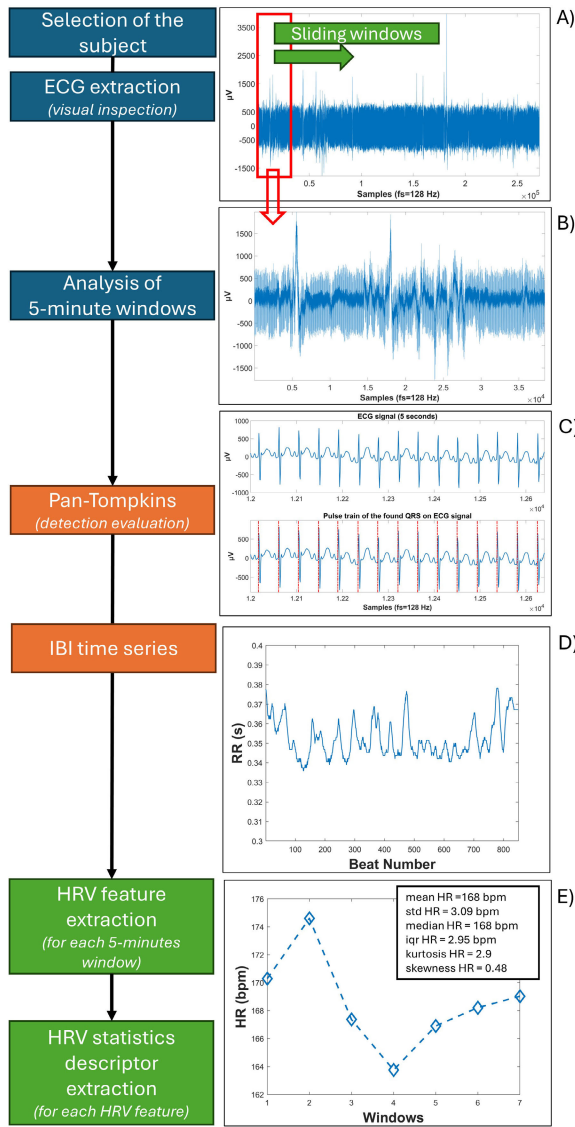 Selection of the
subject
ECG extraction
(visual inspection)
Analysis of
5-minute windows
Pan-Tompkins
(detection evaluation)
IBI time series
HRV feature
extraction
(for each 5-minutes
window)
HRV statistics
descriptor
extraction
(for each HRV feature)
A)
Sliding windows
4000
3500
2500
1500
500
0
-500
-1500
µV
0.5
1
1.5
2
2.5
×10⁵
Samples (fs=128 Hz)
B)
1500
1000
500
0
-500
-1000
-1500
µV
0.5
1
1.5
2
2.5
3
3.5
×10⁴
Samples (fs=128 Hz)
C)
ECG signal (5 seconds)
1000
500
0
-500
-1000
µV
1.2
1.21
1.22
1.23
1.24
1.25
1.26
×10⁴
Pulse train of the found QRS on ECG signal
500
0
-500
µV
1.2
1.21
1.22
1.23
1.24
1.25
1.26
×10⁴
Samples (fs=128 Hz)
D)
0.4
0.39
0.38
0.37
0.36
0.35
0.34
0.33
0.32
0.31
0.3
RR (s)
0
100
200
300
400
500
600
700
800
Beat Number
E)
mean HR =168 bpm
std HR = 3.09 bpm
median HR = 168 bpm
iqr HR = 2.95 bpm
kurtosis HR = 2.9
skewness HR = 0.48
176
174
172
170
168
166
164
162
HR (bpm)
1
2
3
4
5
6
7
Windows